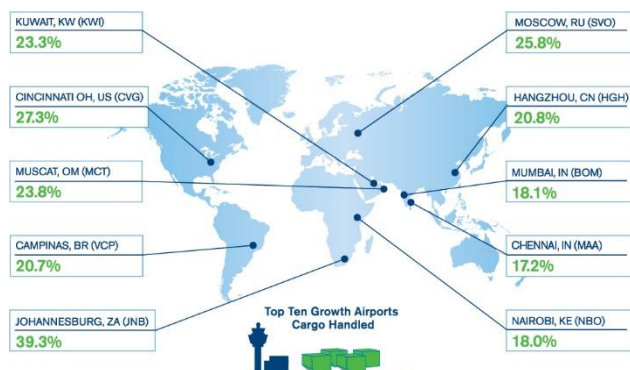 KUWAIT, KW (KWI)
23.3%
CINCINNATI OH, US (CVG)
27.3%
MUSCAT, OM (MCT)
23.8%
CAMPINAS, BR (VCP)
20.7%
JOHANNESBURG, ZA (JNB)
39.3%
MOSCOW, RU (SVO)
25.8%
HANGZHOU, CN (HGH)
20.8%
MUMBAI, IN (BOM)
18.1%
CHENNAI, IN (MAA)
17.2%
NAIROBI, KE (NBO)
18.0%
Top Ten Growth Airports
Cargo Handled